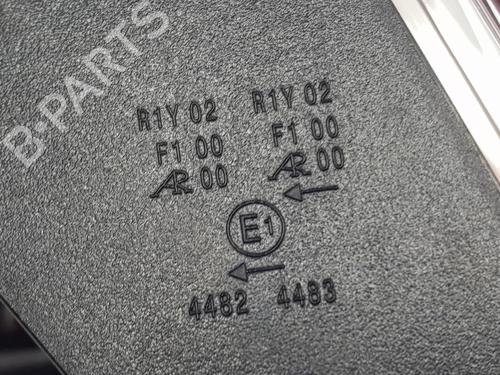 B-PARTS
R1Y 02 R1Y 02
F1 00 F1 00
AR 00 AR 00
E1
4482 4483